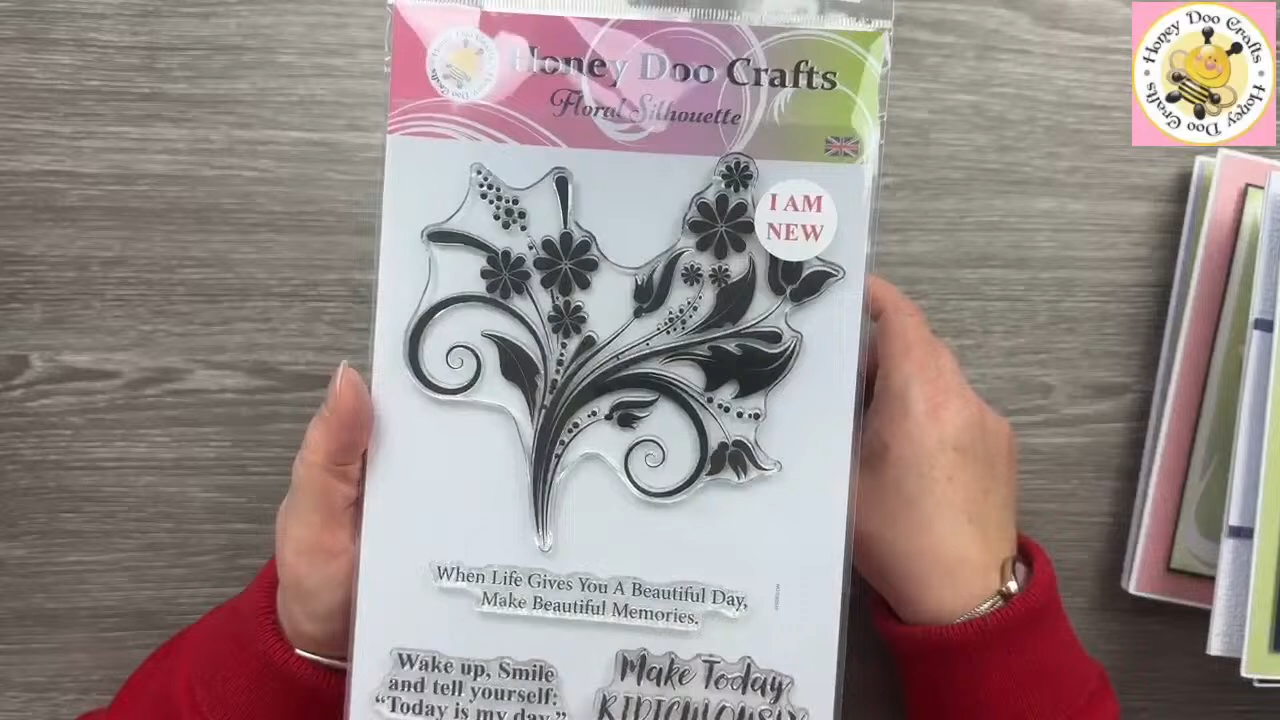 Honey Doo Crafts
Floral Silhouette
I AM
NEW
When Life Gives You A Beautiful Day,
Make Beautiful Memories.
Wake up, Smile
and tell yourself:
"Today is my day."
Make Today
RIDICULOUSLY
Honey Doo Crafts
Honey Doo Crafts